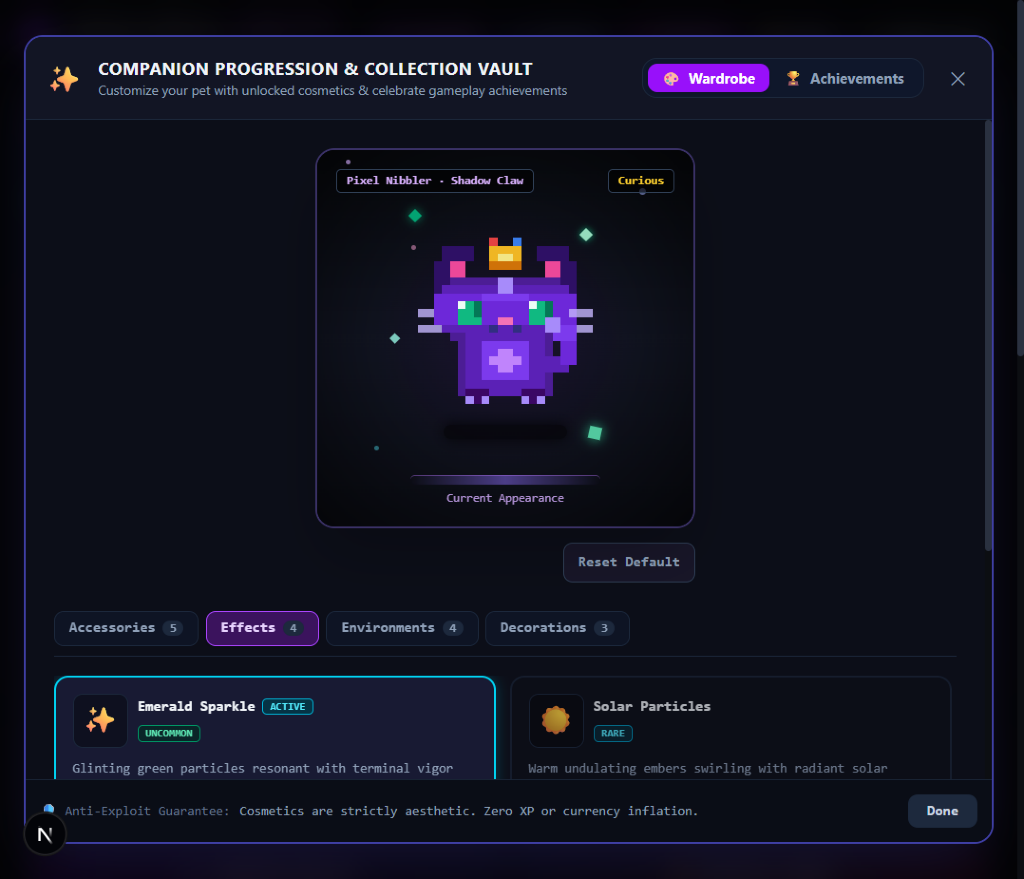 COMPANION PROGRESSION & COLLECTION VAULT
Customize your pet with unlocked cosmetics & celebrate gameplay achievements
Wardrobe
Achievements
Pixel Nibbler · Shadow Claw
Curious
Current Appearance
Reset Default
Accessories 5
Effects 4
Environments 4
Decorations 3
Emerald Sparkle ACTIVE
UNCOMMON
Glinting green particles resonant with terminal vigor
Solar Particles
RARE
Warm undulating embers swirling with radiant solar
Anti-Exploit Guarantee: Cosmetics are strictly aesthetic. Zero XP or currency inflation.
Done
N